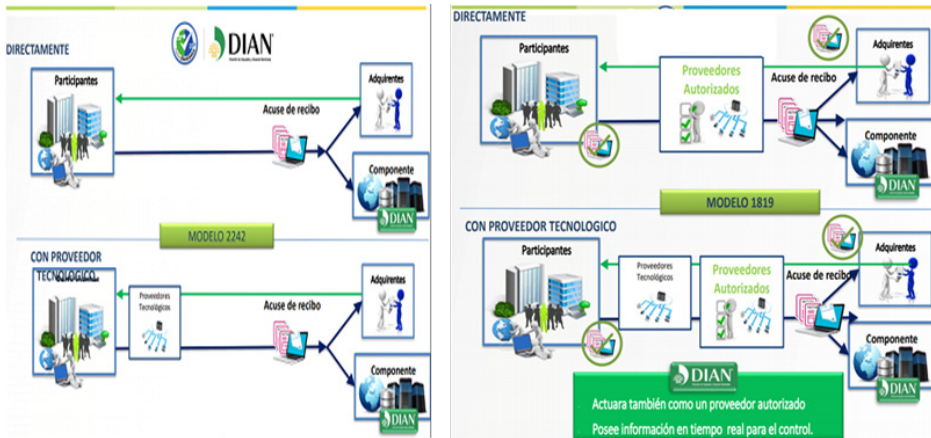 DIRECTAMENTE
DIAN
Participantes
Adquirentes
Acuse de recibo
Componente
DIAN
MODELO 2242
CON PROVEEDOR
TECNOLOGICO
Proveedores
Tecnológicos
Adquirentes
Acuse de recibo
Componente
DIAN
DIRECTAMENTE
Participantes
Proveedores
Autorizados
Acuse de recibo
Adquirentes
Componente
DIAN
MODELO 1819
CON PROVEEDOR TECNOLOGICO
Participantes
Proveedores
Tecnológicos
Proveedores
Autorizados
Acuse de recibo
Adquirentes
Componente
DIAN
DIAN
Actuara también como un proveedor autorizado
Posee información en tiempo real para el control.